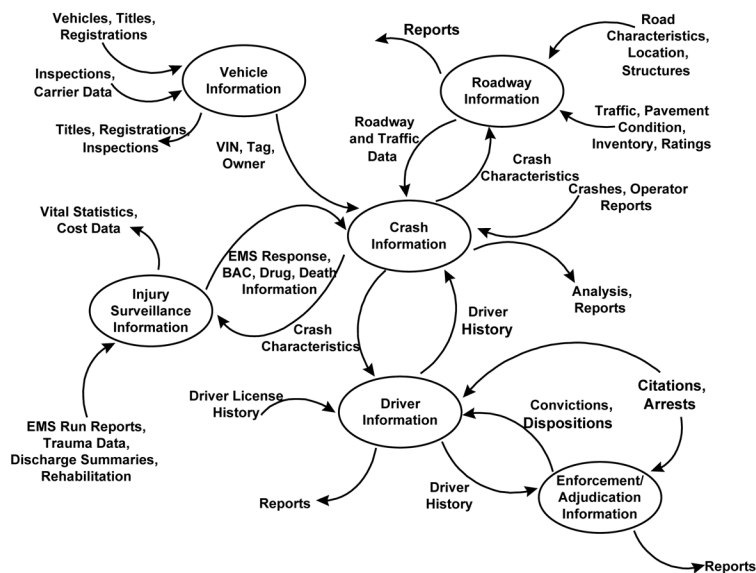 Vehicles, Titles,
Registrations
Inspections,
Carrier Data
Vehicle
Information
Titles, Registrations,
Inspections
VIN, Tag,
Owner
Reports
Road
Characteristics,
Location,
Structures
Roadway
Information
Traffic, Pavement
Condition,
Inventory, Ratings
Roadway
and Traffic
Data
Crash
Characteristics
Crashes, Operator
Reports
Crash
Information
Analysis,
Reports
Vital Statistics,
Cost Data
EMS Response,
BAC, Drug, Death
Information
Injury
Surveillance
Information
Crash
Characteristics
Driver
History
EMS Run Reports,
Trauma Data,
Discharge Summaries,
Rehabilitation
Driver License
History
Driver
Information
Citations,
Arrests
Convictions,
Dispositions
Reports
Driver
History
Enforcement/
Adjudication
Information
Reports